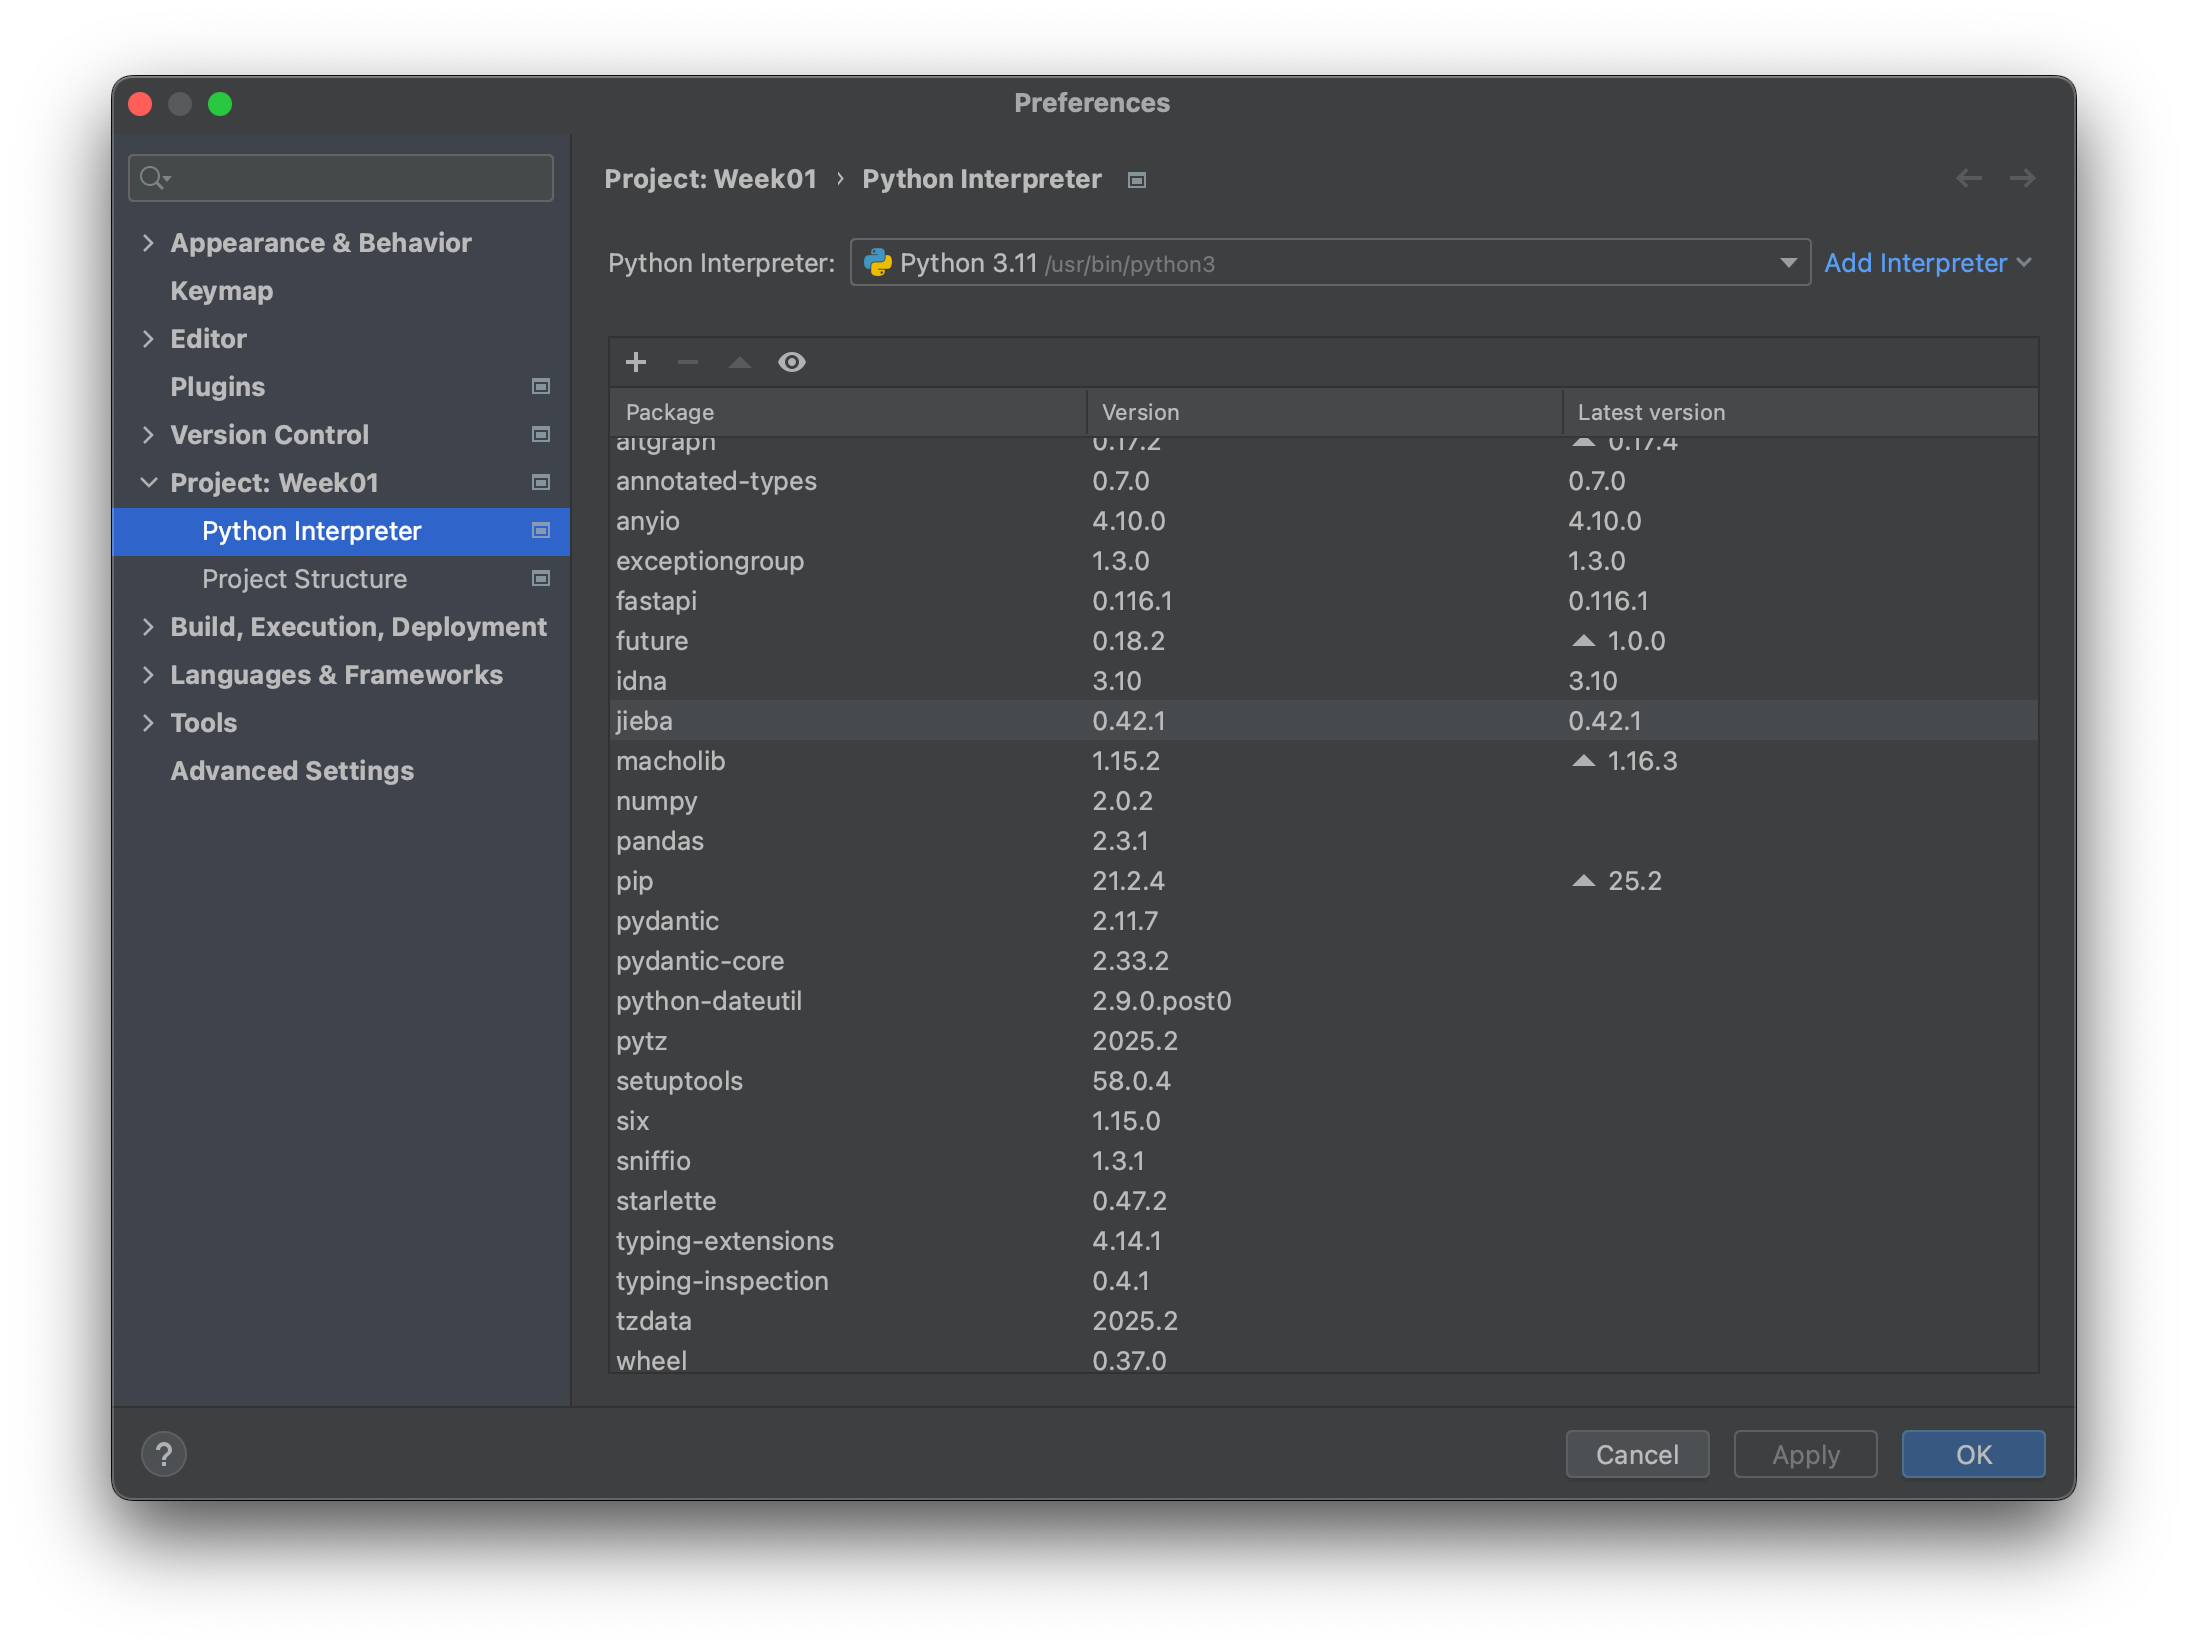 Preferences
Appearance & Behavior
Keymap
Editor
Plugins
Version Control
Project: Week01
Python Interpreter
Project Structure
Build, Execution, Deployment
Languages & Frameworks
Tools
Advanced Settings
Project: Week01 › Python Interpreter
Python Interpreter: Python 3.11 /usr/bin/python3 Add Interpreter
Package Version Latest version
altgraph 0.17.2 0.17.4
annotated-types 0.7.0 0.7.0
anyio 4.10.0 4.10.0
exceptiongroup 1.3.0 1.3.0
fastapi 0.116.1 0.116.1
future 0.18.2 1.0.0
idna 3.10 3.10
jieba 0.42.1 0.42.1
macholib 1.15.2 1.16.3
numpy 2.0.2
pandas 2.3.1
pip 21.2.4 25.2
pydantic 2.11.7
pydantic-core 2.33.2
python-dateutil 2.9.0.post0
pytz 2025.2
setuptools 58.0.4
six 1.15.0
sniffio 1.3.1
starlette 0.47.2
typing-extensions 4.14.1
typing-inspection 0.4.1
tzdata 2025.2
wheel 0.37.0
? Cancel Apply OK